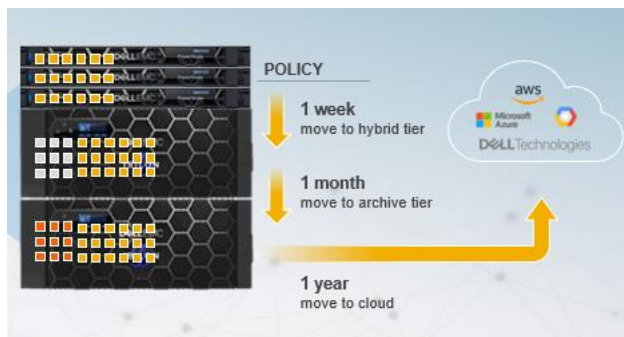 POLICY
1 week
move to hybrid tier
1 month
move to archive tier
1 year
move to cloud
aws
Microsoft
Azure
DELLTechnologies